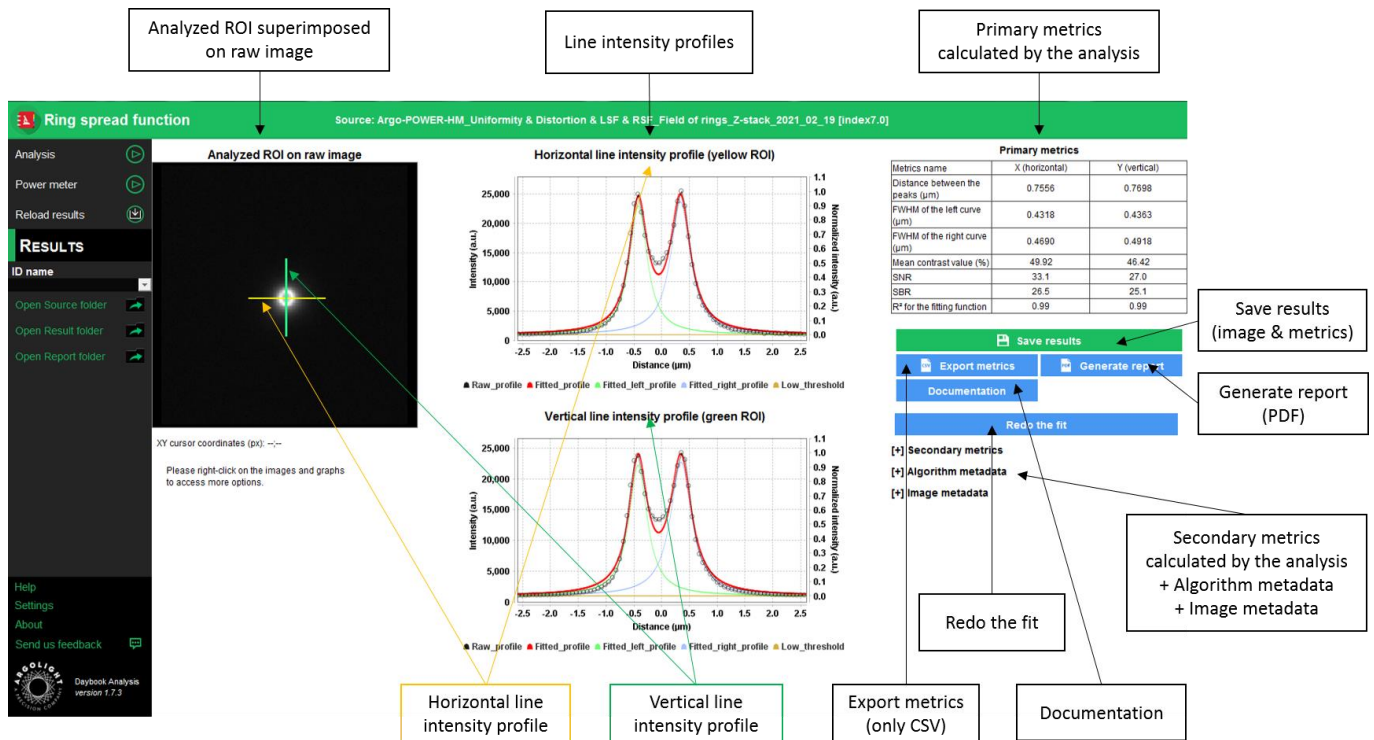 Analyzed ROI superimposed
on raw image
Line intensity profiles
Primary metrics
calculated by the analysis
Ring spread function
Source: Argo-POWER-HM_Uniformity & Distortion & LSF & RSF_Field of rings_Z-stack_2021_02_19 [index7.0]
Analysis
Power meter
Reload results
RESULTS
ID name
Open Source folder
Open Result folder
Open Report folder
Help
Settings
About
Send us feedback
ARGOLIGHT
A PRECISION COMPANY
Daybook Analysis
version 1.7.3
Analyzed ROI on raw image
XY cursor coordinates (px): --;--
Please right-click on the images and graphs
to access more options.
Horizontal line intensity profile (yellow ROI)
Intensity (a.u.)
25,000
20,000
15,000
10,000
5,000
0
1.1
1.0
0.9
0.8
0.7
0.6
0.5
0.4
0.3
0.2
0.1
0.0
Normalized intensity (a.u.)
-2.5 -2.0 -1.5 -1.0 -0.5 0.0 0.5 1.0 1.5 2.0 2.5
Distance (µm)
Raw_profile Fitted_profile Fitted_left_profile Fitted_right_profile Low_threshold
Vertical line intensity profile (green ROI)
Intensity (a.u.)
25,000
20,000
15,000
10,000
5,000
0
1.1
1.0
0.9
0.8
0.7
0.6
0.5
0.4
0.3
0.2
0.1
0.0
Normalized intensity (a.u.)
-2.5 -2.0 -1.5 -1.0 -0.5 0.0 0.5 1.0 1.5 2.0 2.5
Distance (µm)
Raw_profile Fitted_profile Fitted_left_profile Fitted_right_profile Low_threshold
Primary metrics
Metrics name X (horizontal) Y (vertical)
Distance between the
peaks (µm) 0.7556 0.7698
FWHM of the left curve
(µm) 0.4318 0.4363
FWHM of the right curve
(µm) 0.4690 0.4918
Mean contrast value (%) 49.92 46.42
SNR 33.1 27.0
SBR 26.5 25.1
R² for the fitting function 0.99 0.99
Save results
CSV Export metrics PDF Generate report
Documentation
Redo the fit
[+] Secondary metrics
[+] Algorithm metadata
[+] Image metadata
Save results
(image & metrics)
Generate report
(PDF)
Secondary metrics
calculated by the analysis
+ Algorithm metadata
+ Image metadata
Redo the fit
Horizontal line
intensity profile
Vertical line
intensity profile
Export metrics
(only CSV)
Documentation